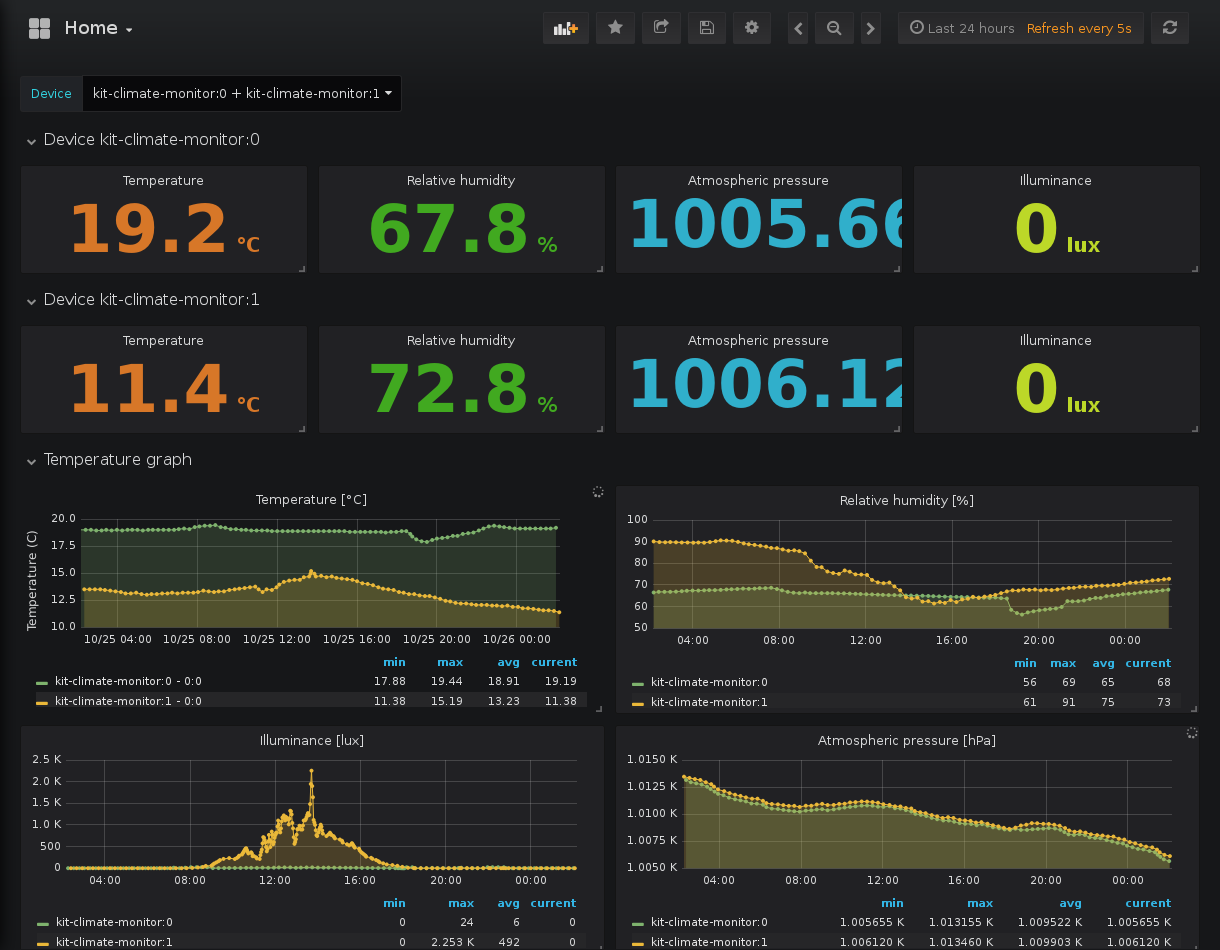 Home
Last 24 hours Refresh every 5s
Device kit-climate-monitor:0 + kit-climate-monitor:1
Device kit-climate-monitor:0
Temperature Relative humidity Atmospheric pressure Illuminance
19.2 °C 67.8 % 1005.66 0 lux
Device kit-climate-monitor:1
Temperature Relative humidity Atmospheric pressure Illuminance
11.4 °C 72.8 % 1006.12 0 lux
Temperature graph
Temperature [°C]
Temperature (C)
20.0
17.5
15.0
12.5
10.0
10/25 04:00 10/25 08:00 10/25 12:00 10/25 16:00 10/25 20:00 10/26 00:00
min max avg current
kit-climate-monitor:0 - 0:0 17.88 19.44 18.91 19.19
kit-climate-monitor:1 - 0:0 11.38 15.19 13.23 11.38
Relative humidity [%]
100
90
80
70
60
50
04:00 08:00 12:00 16:00 20:00 00:00
min max avg current
kit-climate-monitor:0 56 69 65 68
kit-climate-monitor:1 61 91 75 73
Illuminance [lux]
2.5 K
2.0 K
1.5 K
1.0 K
500
0
04:00 08:00 12:00 16:00 20:00 00:00
min max avg current
kit-climate-monitor:0 0 24 6 0
kit-climate-monitor:1 0 2.253 K 492 0
Atmospheric pressure [hPa]
1.0150 K
1.0125 K
1.0100 K
1.0075 K
1.0050 K
04:00 08:00 12:00 16:00 20:00 00:00
min max avg current
kit-climate-monitor:0 1.005655 K 1.013155 K 1.009522 K 1.005655 K
kit-climate-monitor:1 1.006120 K 1.013460 K 1.009903 K 1.006120 K